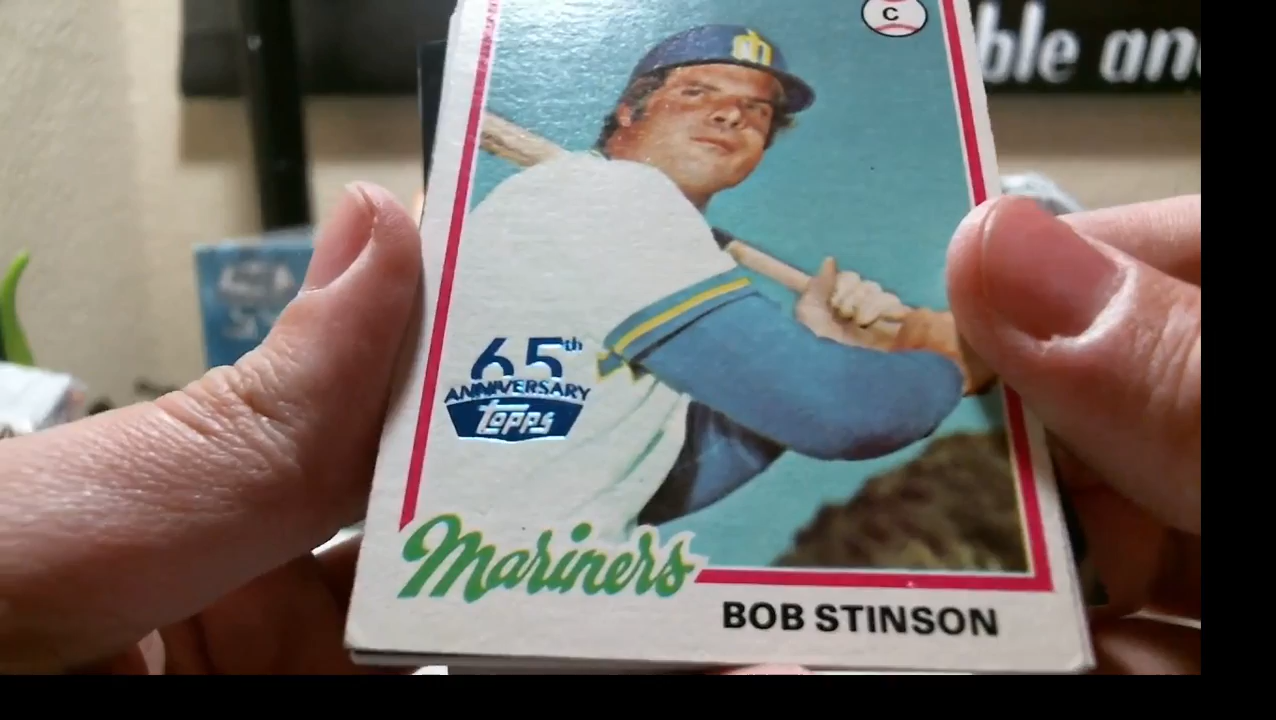 C
ble an
65th
ANNIVERSARY
Topps
Mariners
BOB STINSON